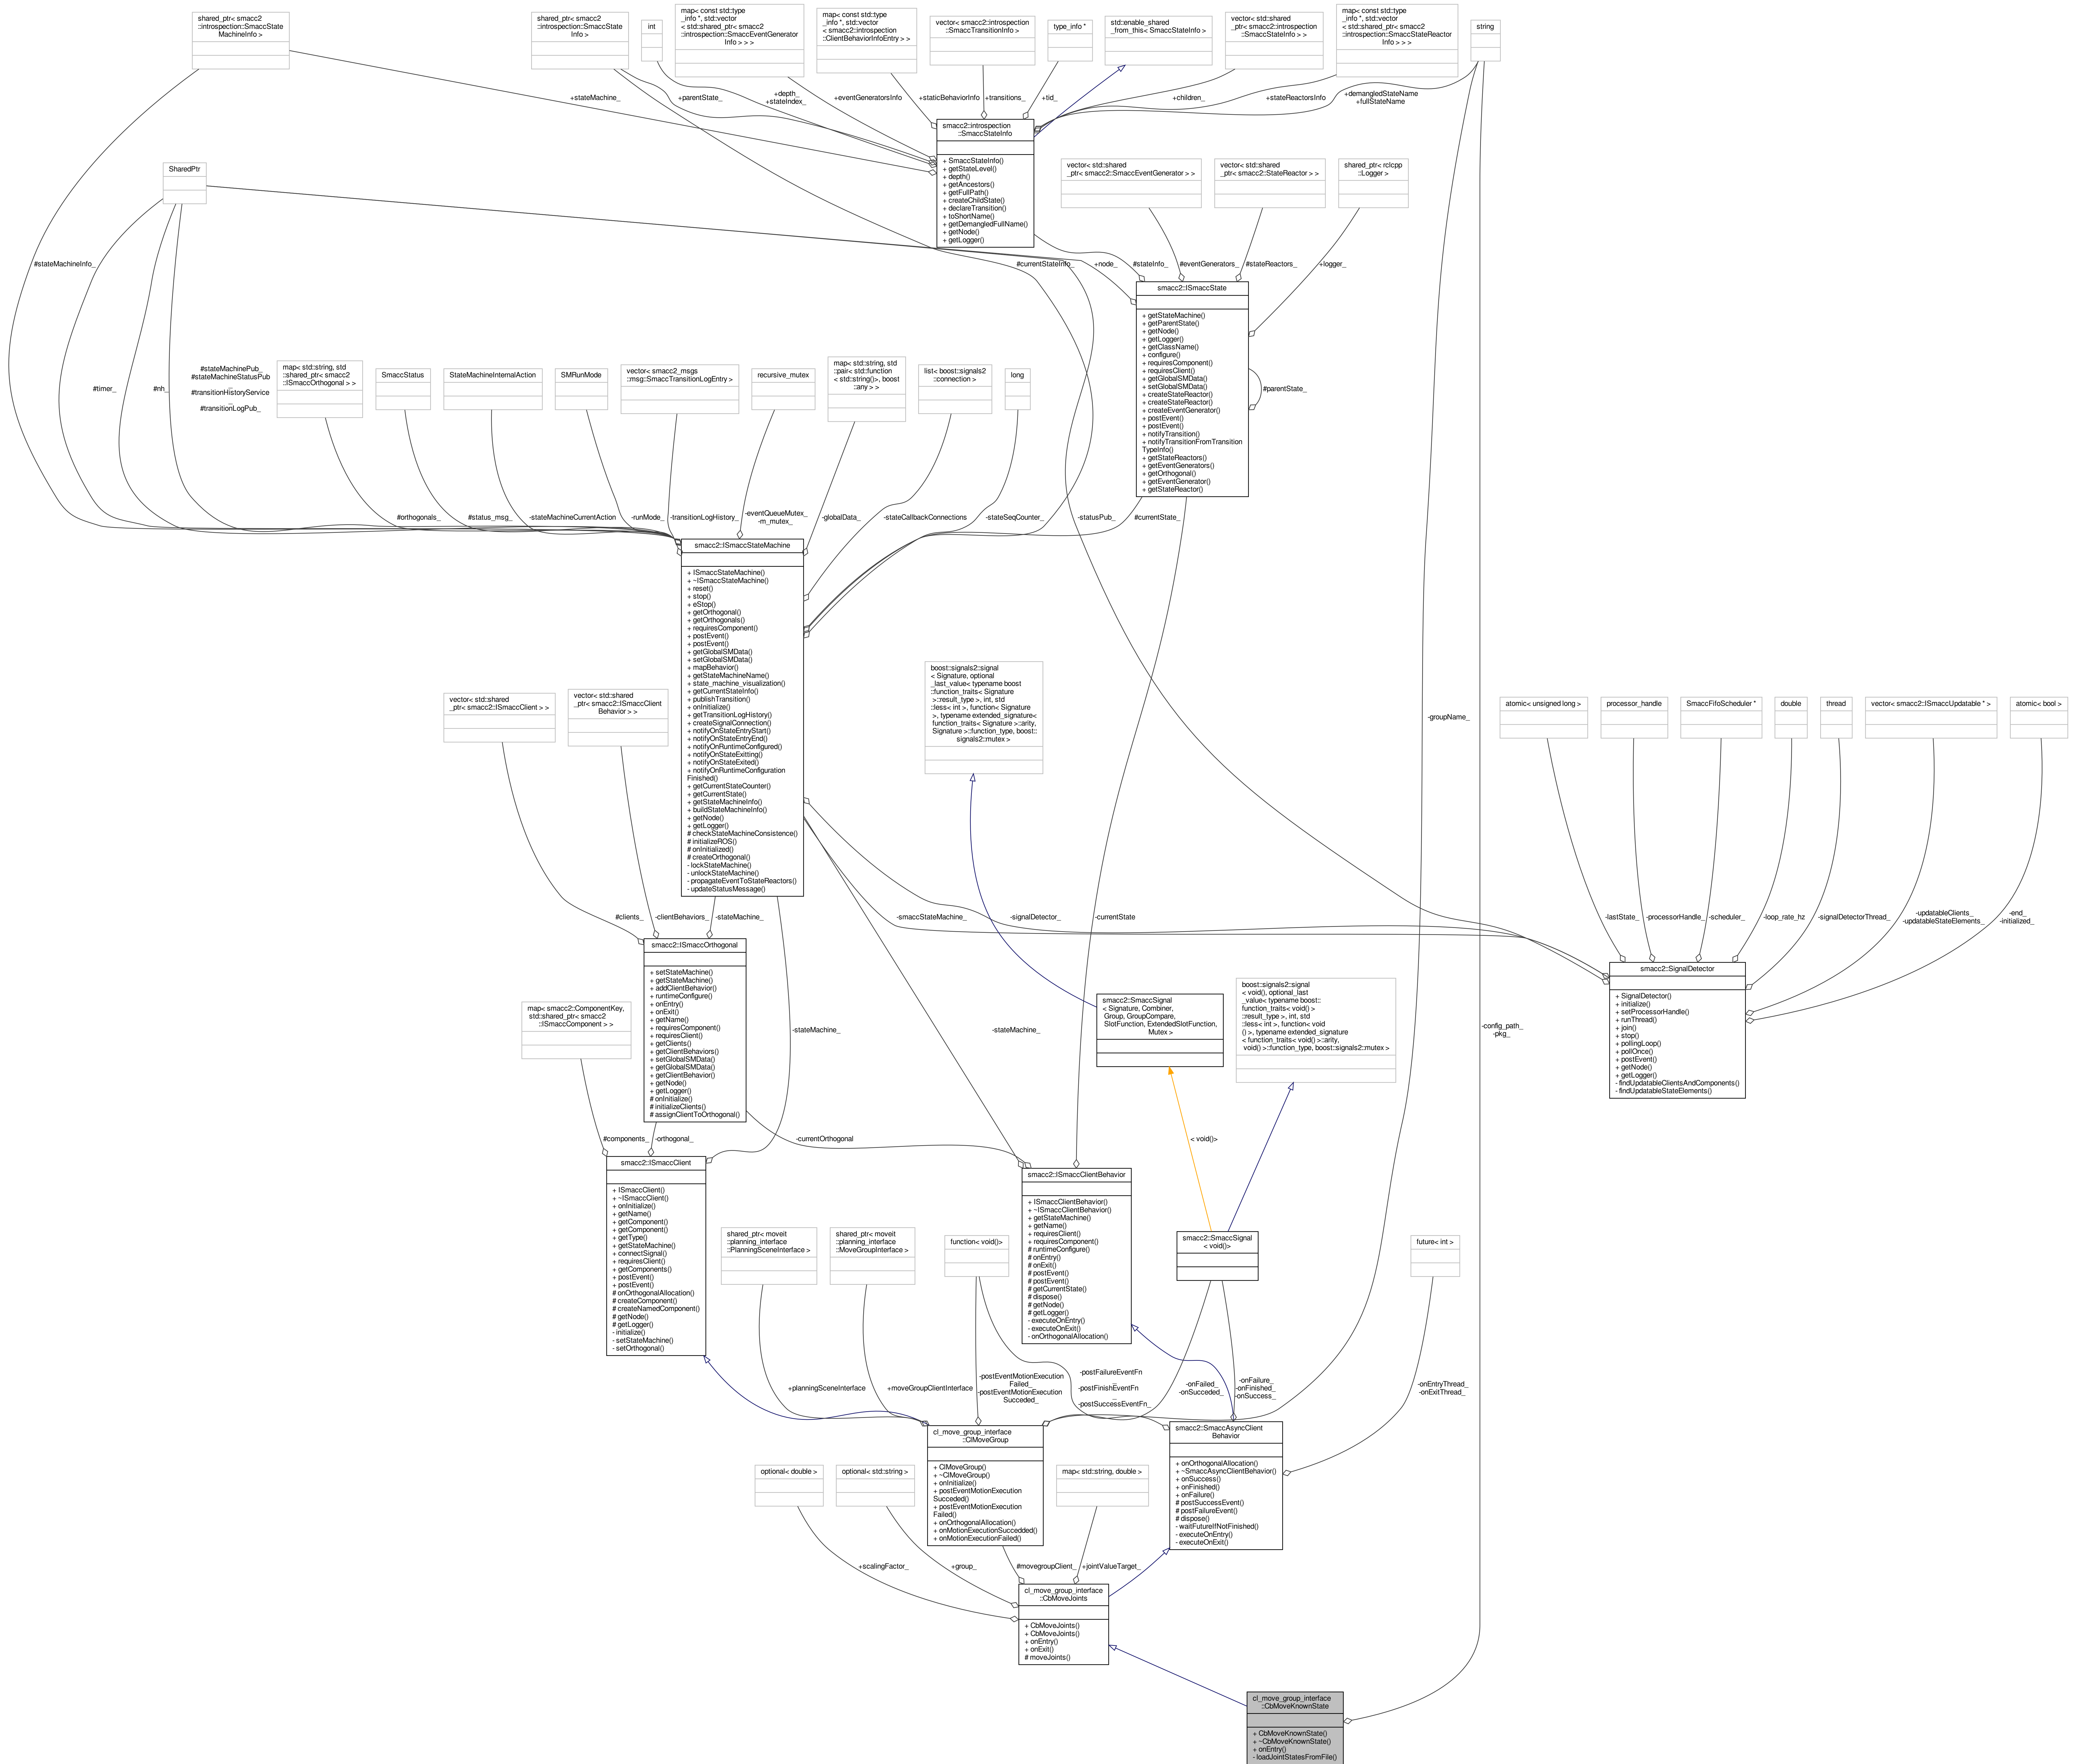 shared_ptr< smacc2
::introspection::SmaccState
MachineInfo >
shared_ptr< smacc2
::introspection::SmaccState
Info >
int
map< const std::type
_info *, std::vector
< std::shared_ptr< smacc2
::introspection::SmaccEventGenerator
Info > > >
map< const std::type
_info *, std::vector
< smacc2::introspection
::ClientBehaviorInfoEntry > >
vector< smacc2::introspection
::SmaccTransitionInfo >
type_info *
std::enable_shared
_from_this< SmaccStateInfo >
vector< std::shared
_ptr< smacc2::introspection
::SmaccStateInfo > >
map< const std::type
_info *, std::vector
< std::shared_ptr< smacc2
::introspection::SmaccStateReactor
Info > > >
string
+stateMachine_
+parentState_
+depth_
+stateIndex_
+eventGeneratorsInfo
+staticBehaviorInfo
+transitions_
+tid_
+children_
+stateReactorsInfo
+demangledStateName
+fullStateName
smacc2::introspection
::SmaccStateInfo
+ SmaccStateInfo()
+ getStateLevel()
+ depth()
+ getAncestors()
+ getFullPath()
+ createChildState()
+ declareTransition()
+ toShortName()
+ getDemangledFullName()
+ getNode()
+ getLogger()
SharedPtr
vector< std::shared
_ptr< smacc2::SmaccEventGenerator > >
vector< std::shared
_ptr< smacc2::StateReactor > >
shared_ptr< rclcpp
::Logger >
#stateMachineInfo_
#currentStateInfo_
+node_
#stateInfo_
#eventGenerators_
#stateReactors_
+logger_
smacc2::ISmaccState
+ getStateMachine()
+ getParentState()
+ getNode()
+ getLogger()
+ getClassName()
+ configure()
+ requiresComponent()
+ requiresClient()
+ getGlobalSMData()
+ setGlobalSMData()
+ createStateReactor()
+ createStateReactor()
+ createEventGenerator()
+ postEvent()
+ postEvent()
+ notifyTransition()
+ notifyTransitionFromTransition
TypeInfo()
+ getStateReactors()
+ getEventGenerators()
+ getOrthogonal()
+ getEventGenerator()
+ getStateReactor()
#parentState_
#timer_
#nh_
#stateMachinePub_
#stateMachineStatusPub
_
#transitionHistoryService
_
#transitionLogPub_
map< std::string, std
::shared_ptr< smacc2
::ISmaccOrthogonal > >
SmaccStatus
StateMachineInternalAction
SMRunMode
vector< smacc2_msgs
::msg::SmaccTransitionLogEntry >
recursive_mutex
map< std::string, std
::pair< std::function
< std::string()>, boost
::any > >
list< boost::signals2
::connection >
long
#orthogonals_
#status_msg_
-stateMachineCurrentAction
-runMode_
-transitionLogHistory_
-eventQueueMutex_
-m_mutex_
-globalData_
-stateCallbackConnections
-stateSeqCounter_
-statusPub_
#currentState_
smacc2::ISmaccStateMachine
+ ISmaccStateMachine()
+ ~ISmaccStateMachine()
+ reset()
+ stop()
+ eStop()
+ getOrthogonal()
+ getOrthogonals()
+ requiresComponent()
+ postEvent()
+ postEvent()
+ getGlobalSMData()
+ setGlobalSMData()
+ mapBehavior()
+ getStateMachineName()
+ state_machine_visualization()
+ getCurrentStateInfo()
+ publishTransition()
+ onInitialize()
+ getTransitionLogHistory()
+ createSignalConnection()
+ notifyOnStateEntryStart()
+ notifyOnStateEntryEnd()
+ notifyOnRuntimeConfigured()
+ notifyOnStateExitting()
+ notifyOnStateExited()
+ notifyOnRuntimeConfiguration
Finished()
+ getCurrentStateCounter()
+ getCurrentState()
+ getStateMachineInfo()
+ buildStateMachineInfo()
+ getNode()
+ getLogger()
# checkStateMachineConsistence()
# initializeROS()
# onInitialized()
# createOrthogonal()
- lockStateMachine()
- unlockStateMachine()
- propagateEventToStateReactors()
- updateStatusMessage()
boost::signals2::signal
< Signature, optional
_last_value< typename boost
::function_traits< Signature
>::result_type >, int, std
::less< int >, function< Signature
>, typename extended_signature<
function_traits< Signature >::arity,
Signature >::function_type, boost::
signals2::mutex >
-groupName_
vector< std::shared
_ptr< smacc2::ISmaccClient > >
vector< std::shared
_ptr< smacc2::ISmaccClient
Behavior > >
atomic< unsigned long >
processor_handle
SmaccFifoScheduler *
double
thread
vector< smacc2::ISmaccUpdatable * >
atomic< bool >
#clients_
-clientBehaviors_
-stateMachine_
-smaccStateMachine_
-signalDetector_
-currentState
-lastState_
-processorHandle_
-scheduler_
-loop_rate_hz
-signalDetectorThread_
-updatableClients_
-updatableStateElements_
-end_
-initialized_
smacc2::ISmaccOrthogonal
+ setStateMachine()
+ getStateMachine()
+ addClientBehavior()
+ runtimeConfigure()
+ onEntry()
+ onExit()
+ getName()
+ requiresComponent()
+ requiresClient()
+ getClients()
+ getClientBehaviors()
+ setGlobalSMData()
+ getGlobalSMData()
+ getClientBehavior()
+ getNode()
+ getLogger()
# onInitialize()
# initializeClients()
# assignClientToOrthogonal()
smacc2::SignalDetector
+ SignalDetector()
+ initialize()
+ setProcessorHandle()
+ runThread()
+ join()
+ stop()
+ pollingLoop()
+ pollOnce()
+ postEvent()
+ getNode()
+ getLogger()
- findUpdatableClientsAndComponents()
- findUpdatableStateElements()
map< smacc2::ComponentKey,
std::shared_ptr< smacc2
::ISmaccComponent > >
-stateMachine_
-stateMachine_
smacc2::SmaccSignal
< Signature, Combiner,
Group, GroupCompare,
SlotFunction, ExtendedSlotFunction,
Mutex >
boost::signals2::signal
< void(), optional_last
_value< typename boost::
function_traits< void() >
::result_type >, int, std
::less< int >, function< void
() >, typename extended_signature
< function_traits< void() >::arity,
void() >::function_type, boost::signals2::mutex >
-config_path_
-pkg_
#components_
-orthogonal_
-currentOrthogonal
< void()>
smacc2::ISmaccClient
+ ISmaccClient()
+ ~ISmaccClient()
+ onInitialize()
+ getName()
+ getComponent()
+ getComponent()
+ getType()
+ getStateMachine()
+ connectSignal()
+ requiresClient()
+ getComponents()
+ postEvent()
+ postEvent()
# onOrthogonalAllocation()
# createComponent()
# createNamedComponent()
# getNode()
# getLogger()
- initialize()
- setStateMachine()
- setOrthogonal()
shared_ptr< moveit
::planning_interface
::PlanningSceneInterface >
shared_ptr< moveit
::planning_interface
::MoveGroupInterface >
function< void()>
smacc2::ISmaccClientBehavior
+ ISmaccClientBehavior()
+ ~ISmaccClientBehavior()
+ getStateMachine()
+ getName()
+ requiresClient()
+ requiresComponent()
# runtimeConfigure()
# onEntry()
# onExit()
# postEvent()
# postEvent()
# getCurrentState()
# dispose()
# getNode()
# getLogger()
- executeOnEntry()
- executeOnExit()
- onOrthogonalAllocation()
smacc2::SmaccSignal
< void()>
future< int >
+planningSceneInterface
+moveGroupClientInterface
-postEventMotionExecution
Failed_
-postEventMotionExecution
Succeded_
-postFailureEventFn
_
-postFinishEventFn
_
-postSuccessEventFn_
-onFailed_
-onSucceded_
-onFailure_
-onFinished_
-onSuccess_
-onEntryThread_
-onExitThread_
cl_move_group_interface
::ClMoveGroup
+ ClMoveGroup()
+ ~ClMoveGroup()
+ onInitialize()
+ postEventMotionExecution
Succeded()
+ postEventMotionExecution
Failed()
+ onOrthogonalAllocation()
+ onMotionExecutionSuccedded()
+ onMotionExecutionFailed()
smacc2::SmaccAsyncClient
Behavior
+ onOrthogonalAllocation()
+ ~SmaccAsyncClientBehavior()
+ onSuccess()
+ onFinished()
+ onFailure()
# postSuccessEvent()
# postFailureEvent()
# dispose()
- waitFutureIfNotFinished()
- executeOnEntry()
- executeOnExit()
optional< double >
optional< std::string >
map< std::string, double >
+scalingFactor_
+group_
#movegroupClient_
+jointValueTarget_
cl_move_group_interface
::CbMoveJoints
+ CbMoveJoints()
+ CbMoveJoints()
+ onEntry()
+ onExit()
# moveJoints()
cl_move_group_interface
::CbMoveKnownState
+ CbMoveKnownState()
+ ~CbMoveKnownState()
+ onEntry()
- loadJointStatesFromFile()